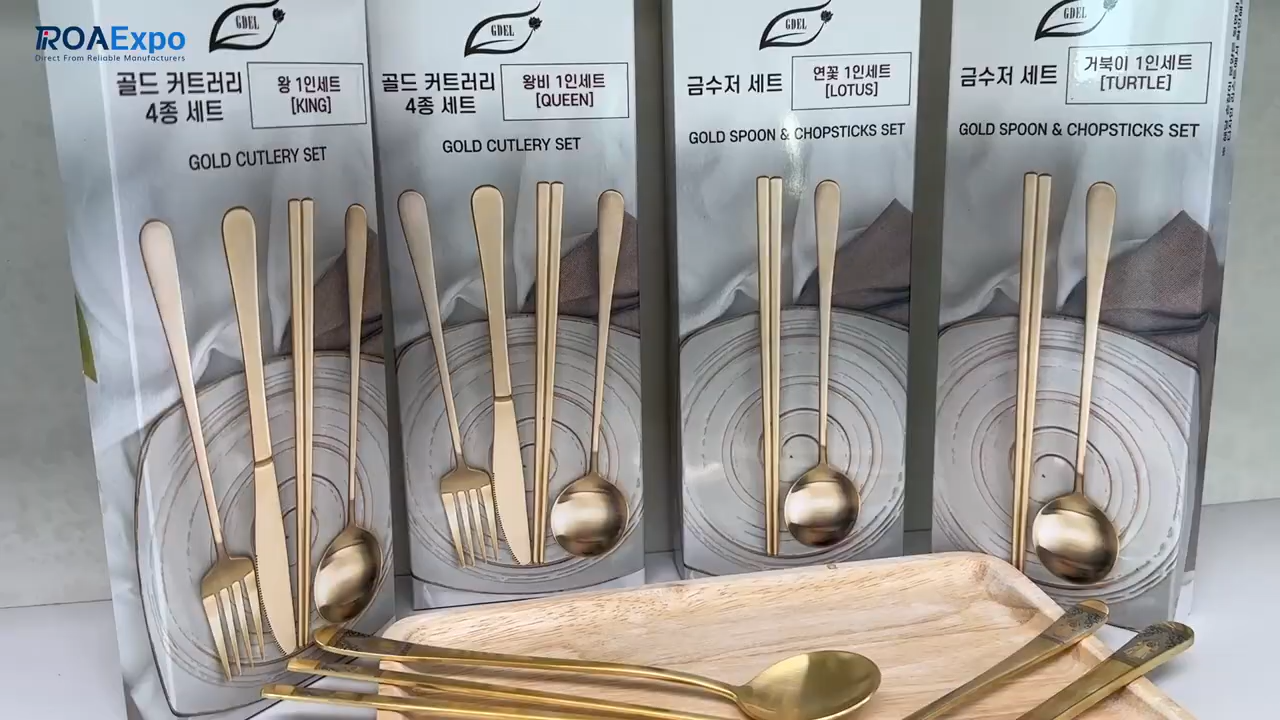 ROAExpo
Direct From Reliable Manufacturers
GDEL
골드 커트러리
4종 세트
왕 1인세트
[KING]
GOLD CUTLERY SET
GDEL
골드 커트러리
4종 세트
왕비 1인세트
[QUEEN]
GOLD CUTLERY SET
GDEL
금수저 세트
연꽃 1인세트
[LOTUS]
GOLD SPOON & CHOPSTICKS SET
GDEL
금수저 세트
거북이 1인세트
[TURTLE]
GOLD SPOON & CHOPSTICKS SET